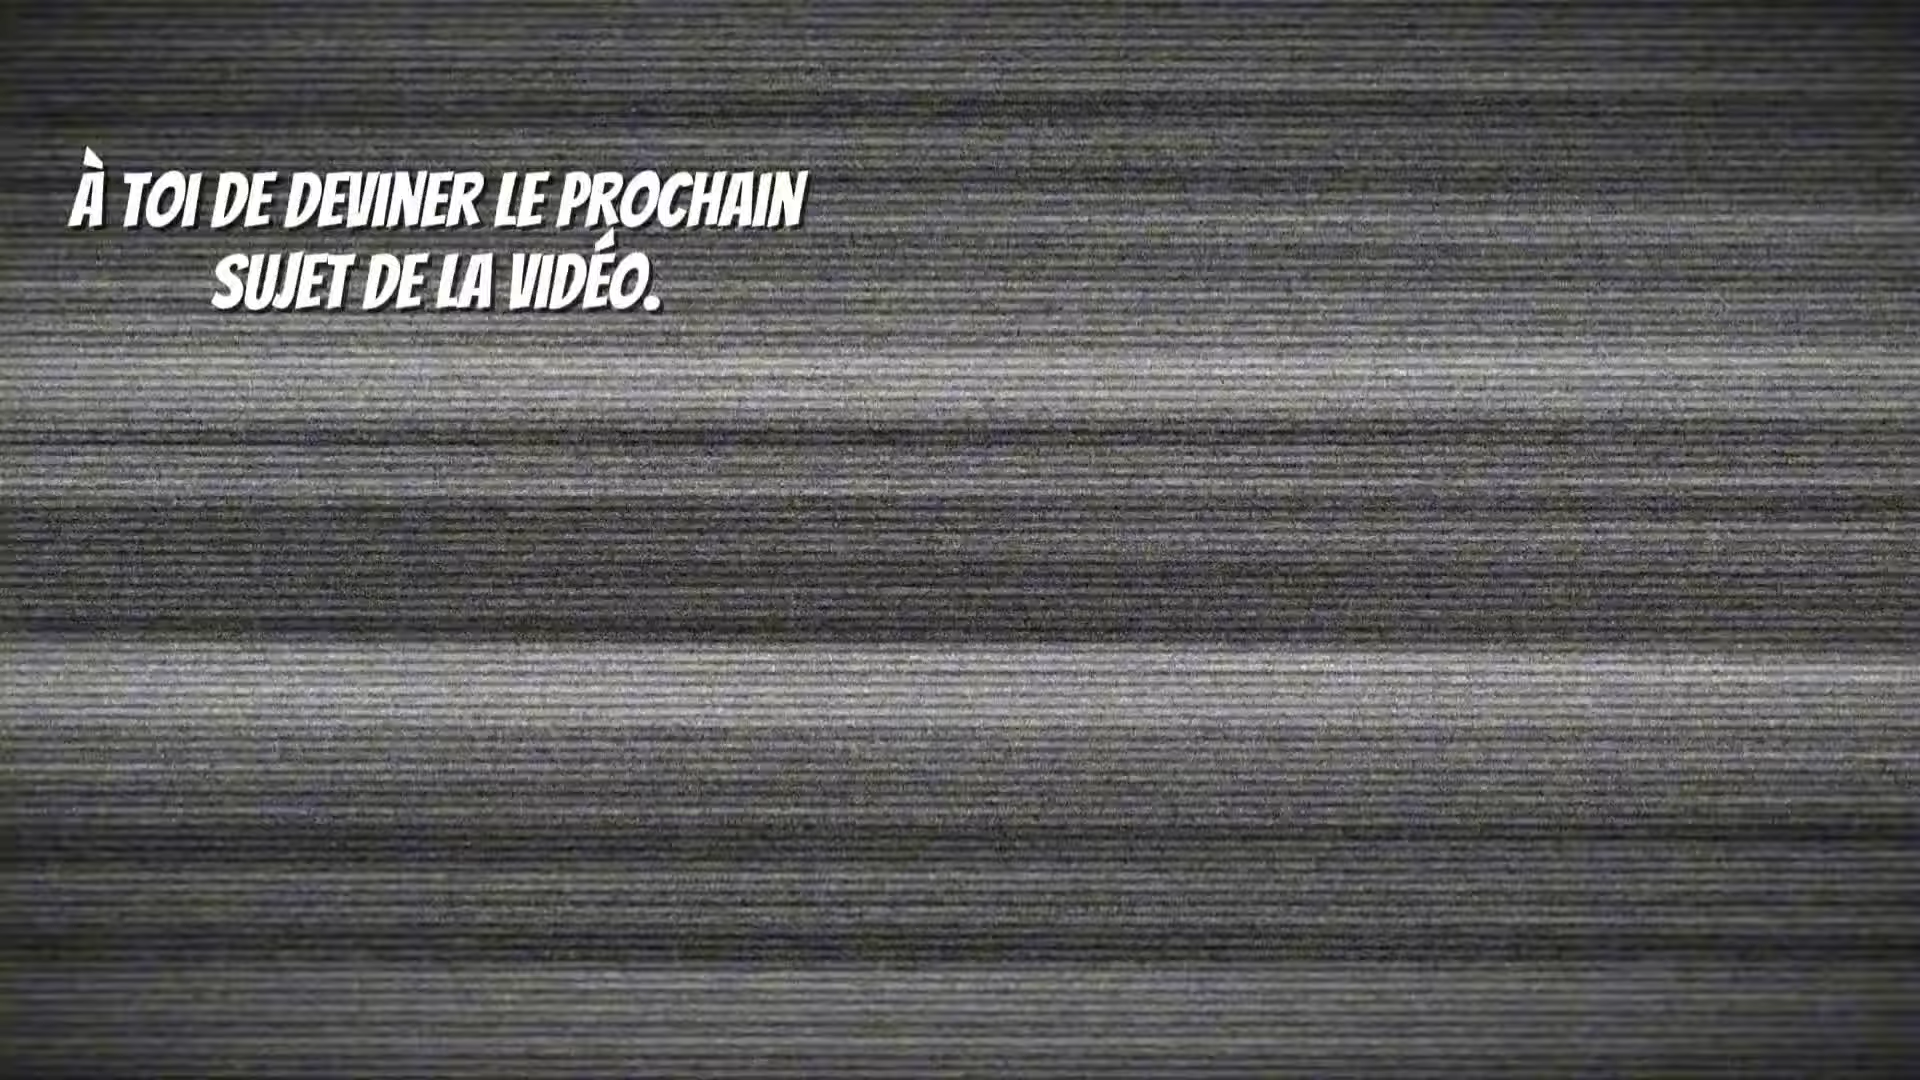 À TOI DE DEVINER LE PROCHAIN
SUJET DE LA VIDÉO.